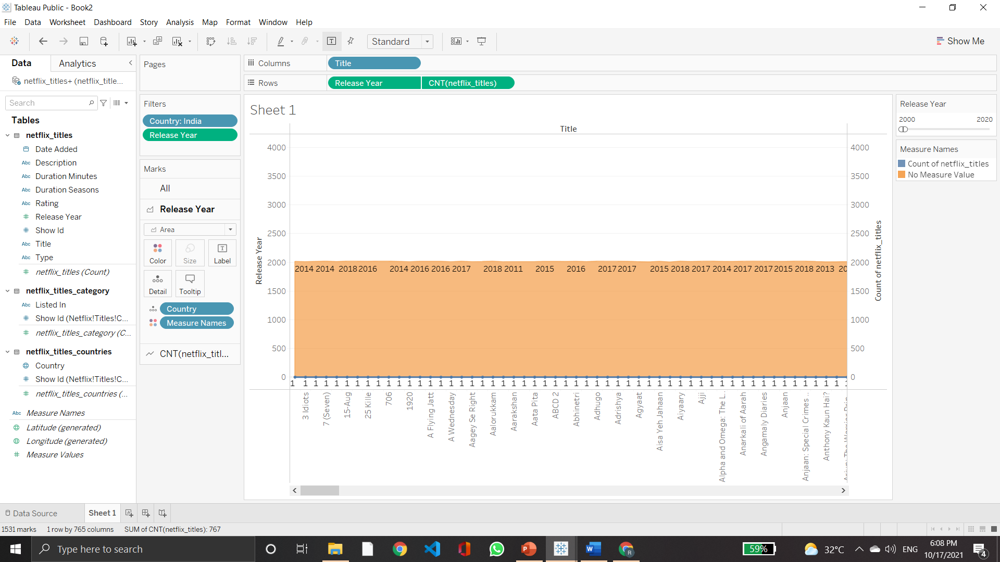 Tableau Public - Book2
File Data Worksheet Dashboard Story Analysis Map Format Window Help
Standard
Show Me
Data Analytics
netflix_titles+ (netflix_title...
Search
Tables
netflix_titles
Date Added
Abc Description
Abc Duration Minutes
Abc Duration Seasons
Abc Rating
Release Year
Show Id
Abc Title
Abc Type
netflix_titles (Count)
netflix_titles_category
Abc Listed In
Show Id (Netflix!Titles!C...
netflix_titles_category (C...
netflix_titles_countries
Country
Show Id (Netflix!Titles!C...
netflix_titles_countries (...
Abc Measure Names
Latitude (generated)
Longitude (generated)
Measure Values
Pages
Filters
Country: India
Release Year
Marks
All
Release Year
Area
Color Size Label
Detail Tooltip
Country
Measure Names
CNT(netflix_titl...
Columns Title
Rows Release Year CNT(netflix_titles)
Sheet 1
Title
Release Year
4000
3500
3000
2500
2000
1500
1000
500
0
2014 2014 2018 2016 2014 2016 2016 2017 2018 2011 2015 2016 2017 2017 2015 2018 2017 2014 2017 2017 2015 2018 2013
1 1 1 1 1 1 1 1 1 1 1 1 1 1 1 1 1 1 1 1 1 1 1 1 1 1 1 1 1 1 1 1 1 1 1 1 1 1 1 1 1 1 1 1 1 1 1 1 1 1 1 1 1
3 Idiots
7 (Seven)
15-Aug
25 Kille
706
1920
A Flying Jatt
A Wednesday
Aagey Se Right
Aalorukkam
Aarakshan
Aata Pita
ABCD 2
Abhinetri
Adhugo
Adrishya
Agyaat
Aisa Yeh Jahaan
Aiyaary
Ajji
Alpha and Omega: The L..
Anarkali of Aarah
Angamaly Diaries
Anjaan
Anjaan: Special Crimes ..
Anthony Kaun Hai?
4000
3500
3000
2500
2000
1500
1000
500
0
Count of netflix_titles
Release Year
2000 2020
Measure Names
Count of netflix_titles
No Measure Value
Data Source Sheet 1
1531 marks 1 row by 765 columns SUM of CNT(netflix_titles): 767
Type here to search
59%
32°C
ENG
6:08 PM
10/17/2021
4